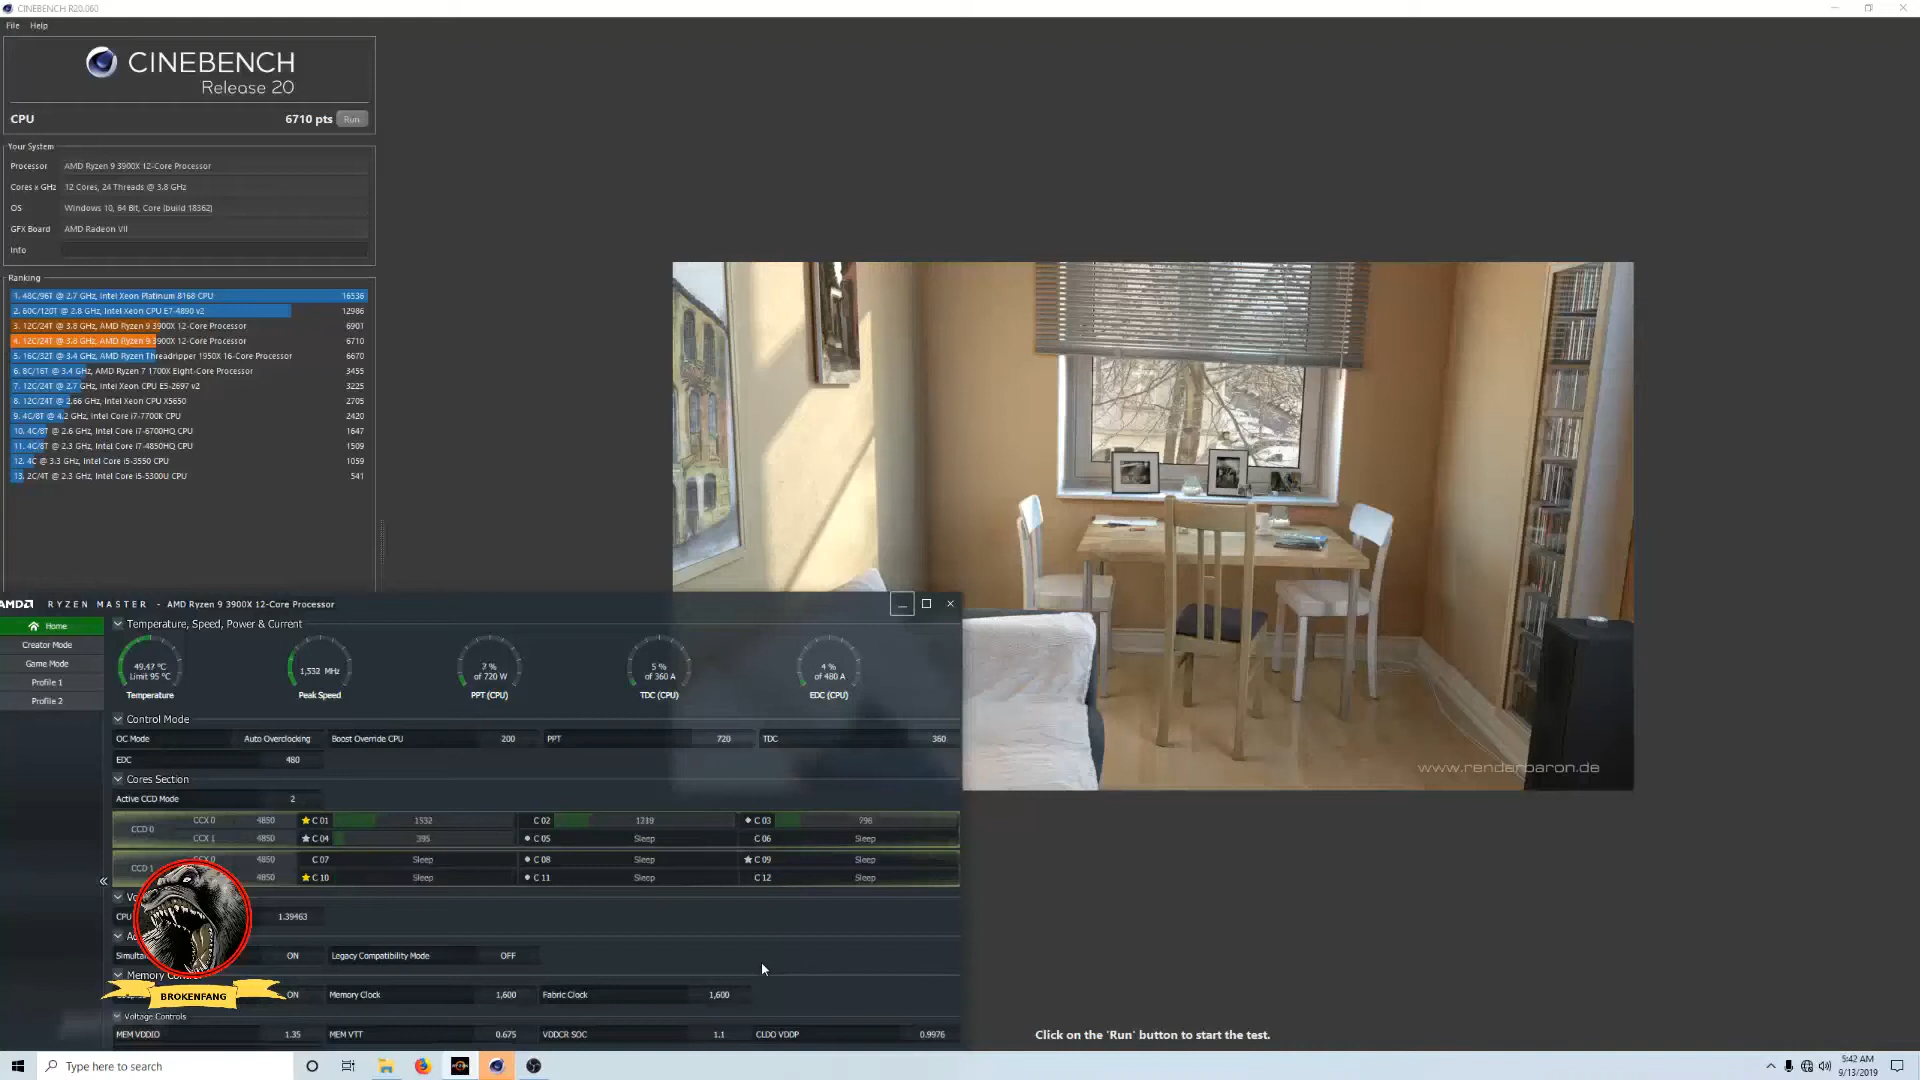 CINEBENCH R20.060
File Help
CINEBENCH
Release 20
CPU 6710 pts Run
Your System
Processor AMD Ryzen 9 3900X 12-Core Processor
Cores x GHz 12 Cores, 24 Threads @ 3.8 GHz
OS Windows 10, 64 Bit, Core (build 18362)
GFX Board AMD Radeon VII
Info
Ranking
1. 48C/96T @ 2.7 GHz, Intel Xeon Platinum 8168 CPU 16536
2. 60C/120T @ 2.8 GHz, Intel Xeon CPU E7-4890 v2 12986
3. 12C/24T @ 3.8 GHz, AMD Ryzen 9 3900X 12-Core Processor 6901
4. 12C/24T @ 3.8 GHz, AMD Ryzen 9 3900X 12-Core Processor 6710
5. 16C/32T @ 3.4 GHz, AMD Ryzen Threadripper 1950X 16-Core Processor 6670
6. 8C/16T @ 3.4 GHz, AMD Ryzen 7 1700X Eight-Core Processor 3455
7. 12C/24T @ 2.7 GHz, Intel Xeon CPU E5-2697 v2 3225
8. 12C/24T @ 2.66 GHz, Intel Xeon CPU X5650 2705
9. 4C/8T @ 4.2 GHz, Intel Core i7-7700K CPU 2420
10. 4C/8T @ 2.6 GHz, Intel Core i7-6700HQ CPU 1647
11. 4C/8T @ 2.3 GHz, Intel Core i7-4850HQ CPU 1509
12. 4C @ 3.3 GHz, Intel Core i5-3550 CPU 1059
13. 2C/4T @ 2.3 GHz, Intel Core i5-5300U CPU 541
www.renderbaron.de
AMD RYZEN MASTER - AMD Ryzen 9 3900X 12-Core Processor
Home
Creator Mode
Game Mode
Profile 1
Profile 2
Temperature, Speed, Power & Current
49.47 °C
Limit 95 °C
Temperature
1,532 MHz
Peak Speed
7 %
of 720 W
PPT (CPU)
5 %
of 360 A
TDC (CPU)
4 %
of 480 A
EDC (CPU)
Control Mode
OC Mode Auto Overclocking Boost Override CPU 200 PPT 720 TDC 360
EDC 480
Cores Section
Active CCD Mode 2
CCD 0
CCX 0 4850 C 01 1532 C 02 1219 C 03 796
CCX 1 4850 C 04 395 C 05 Sleep C 06 Sleep
CCD 1
CCX 0 4850 C 07 Sleep C 08 Sleep C 09 Sleep
4850 C 10 Sleep C 11 Sleep C 12 Sleep
CPU 1.39463
ON Legacy Compatibility Mode OFF
Memory
ON Memory Clock 1,600 Fabric Clock 1,600
BROKENFANG
Voltage Controls
MEM VDDIO 1.35 MEM VTT 0.675 VDDCR SOC 1.1 CLDO VDDP 0.9976
Click on the 'Run' button to start the test.
Type here to search
5:42 AM
9/13/2019